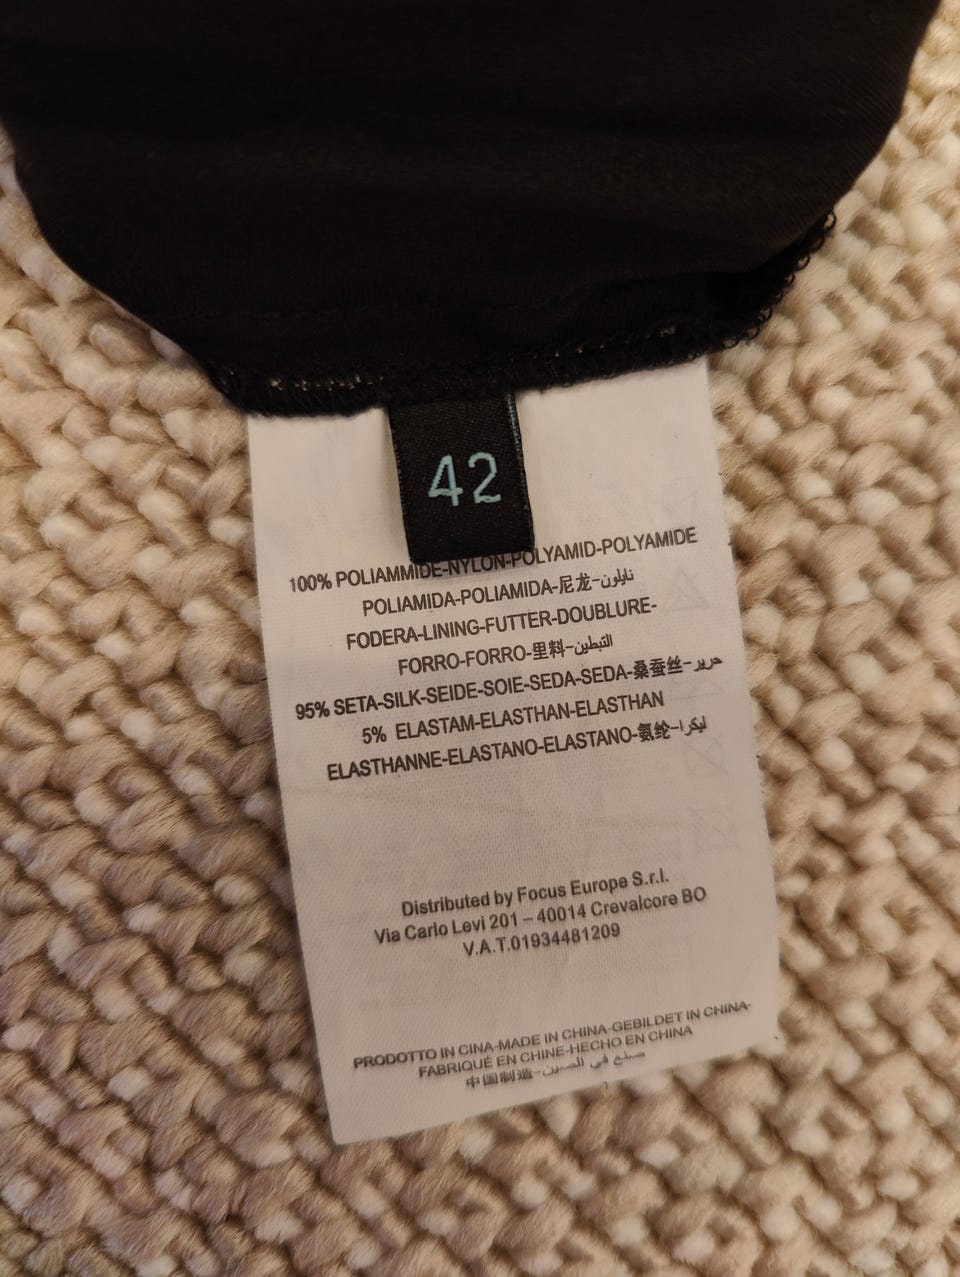 42
100% POLIAMMIDE-NYLON-POLYAMID-POLYAMIDE
POLIAMIDA-POLIAMIDA-尼龙-نايلون
FODERA-LINING-FUTTER-DOUBLURE-
FORRO-FORRO-里料-التبطين
95% SETA-SILK-SEIDE-SOIE-SEDA-SEDA-桑蚕丝-حرير
5% ELASTAM-ELASTHAN-ELASTHAN
ELASTHANNE-ELASTANO-ELASTANO-氨纶-ليكرا
Distributed by Focus Europe S.r.l.
Via Carlo Levi 201 – 40014 Crevalcore BO
V.A.T.01934481209
PRODOTTO IN CINA-MADE IN CHINA-GEBILDET IN CHINA-
FABRIQUÉ EN CHINE-HECHO EN CHINA
中国制造-صنع في الصين